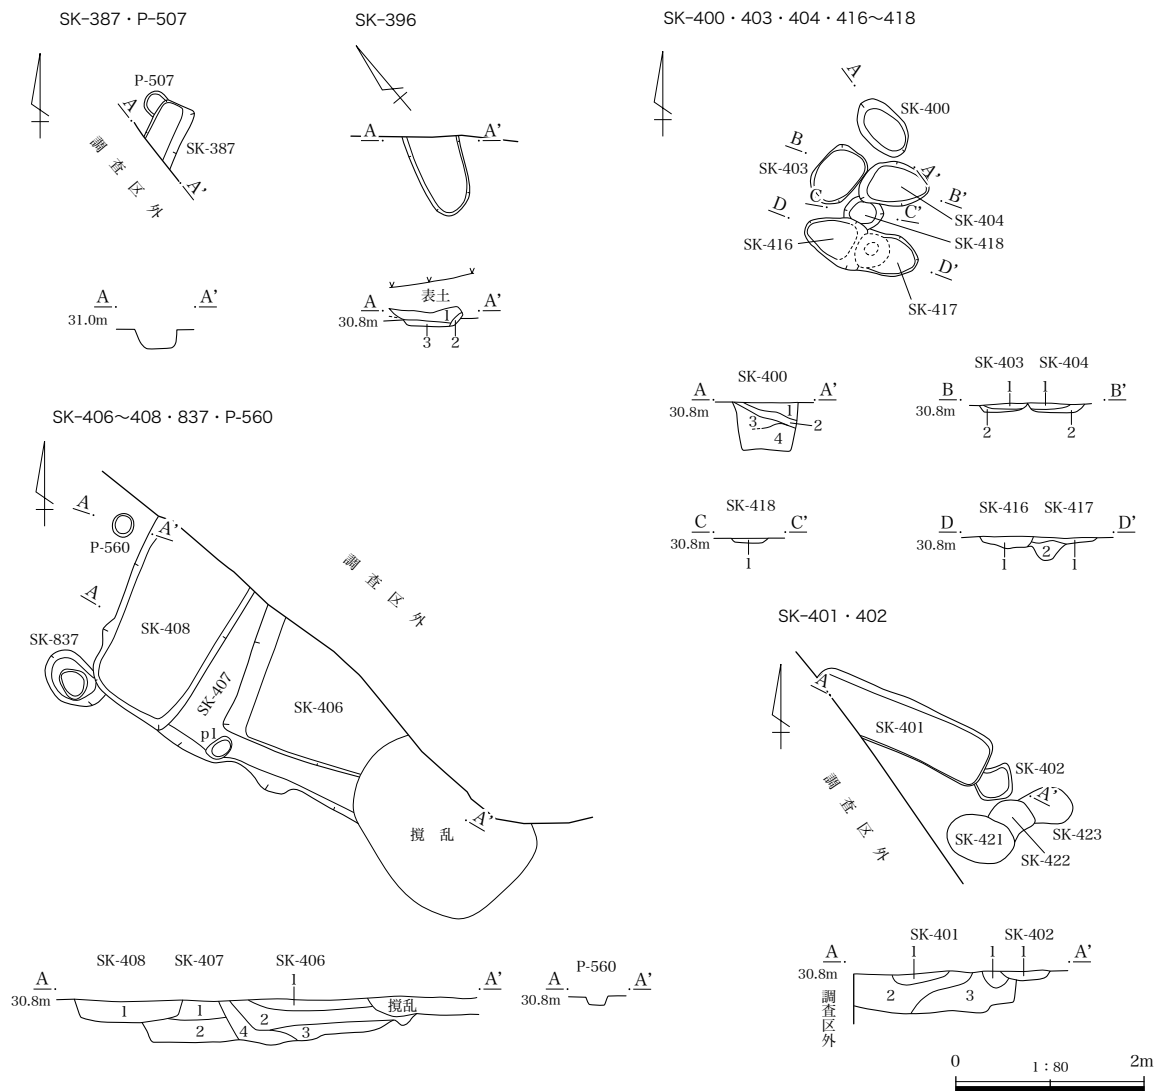 SK-387・P-507
P-507
A
SK-387
A'
調査区外
A
A'
31.0m
SK-396
A
A'
表土
A
A'
30.8m
1
3
2
SK-400・403・404・416～418
A
SK-400
B
SK-403
A'
C
B'
D
C'
SK-404
SK-416
SK-418
D'
SK-417
SK-400
A
A'
30.8m
1
3
2
4
SK-403
SK-404
1
1
B
B'
30.8m
2
2
SK-418
C
C'
30.8m
1
SK-416
SK-417
D
D'
30.8m
2
1
1
SK-406～408・837・P-560
A
A'
P-560
調査区外
A
SK-837
SK-408
SK-407
SK-406
p1
A'
撹乱
SK-408
SK-407
SK-406
1
A
A'
30.8m
1
1
2
撹乱
2
4
3
P-560
A
A'
30.8m
SK-401・402
A
SK-401
SK-402
調査区外
A'
SK-421
SK-423
SK-422
SK-401
SK-402
A
1
1
1
A'
30.8m
2
3
調査区外
0
1：80
2m